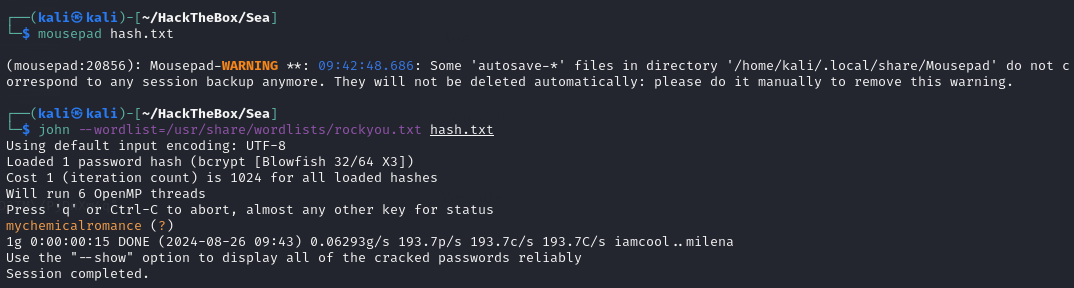 ┌──(kali㉿kali)-[~/HackTheBox/Sea]
└─$ mousepad hash.txt
(mousepad:20856): Mousepad-WARNING **: 09:42:48.686: Some 'autosave-*' files in directory '/home/kali/.local/share/Mousepad' do not c
orrespond to any session backup anymore. They will not be deleted automatically: please do it manually to remove this warning.
┌──(kali㉿kali)-[~/HackTheBox/Sea]
└─$ john --wordlist=/usr/share/wordlists/rockyou.txt hash.txt
Using default input encoding: UTF-8
Loaded 1 password hash (bcrypt [Blowfish 32/64 X3])
Cost 1 (iteration count) is 1024 for all loaded hashes
Will run 6 OpenMP threads
Press 'q' or Ctrl-C to abort, almost any other key for status
mychemicalromance (?)
1g 0:00:00:15 DONE (2024-08-26 09:43) 0.06293g/s 193.7p/s 193.7c/s 193.7C/s iamcool..milena
Use the "--show" option to display all of the cracked passwords reliably
Session completed.